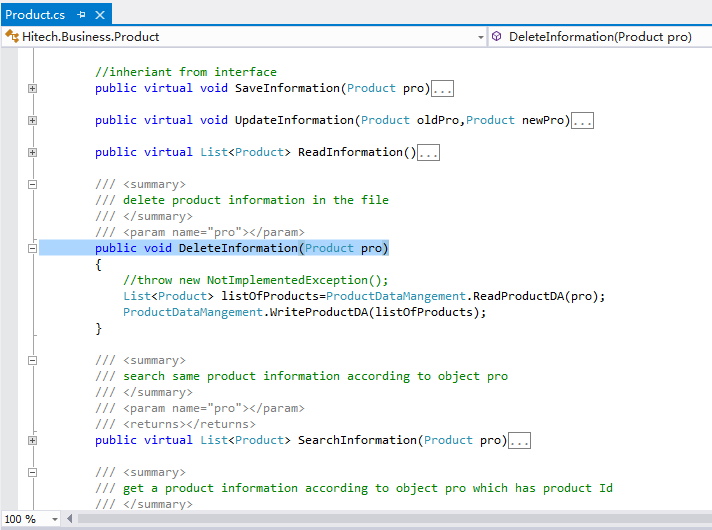 Product.cs
Hitech.Business.Product
DeleteInformation(Product pro)
//inheriant from interface
public virtual void SaveInformation(Product pro)...
public virtual void UpdateInformation(Product oldPro,Product newPro)...
public virtual List<Product> ReadInformation()...
/// <summary>
/// delete product information in the file
/// </summary>
/// <param name="pro"></param>
public void DeleteInformation(Product pro)
{
//throw new NotImplementedException();
List<Product> listOfProducts=ProductDataMangement.ReadProductDA(pro);
ProductDataMangement.WriteProductDA(listOfProducts);
}
/// <summary>
/// search same product information according to object pro
/// </summary>
/// <param name="pro"></param>
/// <returns></returns>
public virtual List<Product> SearchInformation(Product pro)...
/// <summary>
/// get a product information according to object pro which has product Id
/// </summary>
100 %